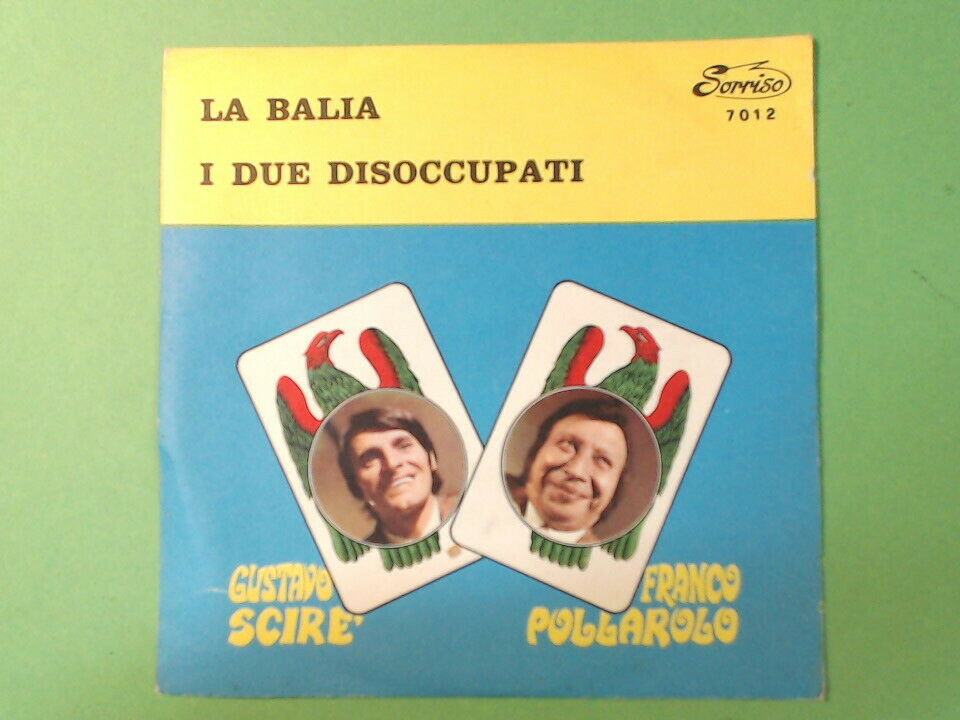 LA BALIA
I DUE DISOCCUPATI
Sorriso
7012
GUSTAVO
SCIRE'
FRANCO
POLLAROLO